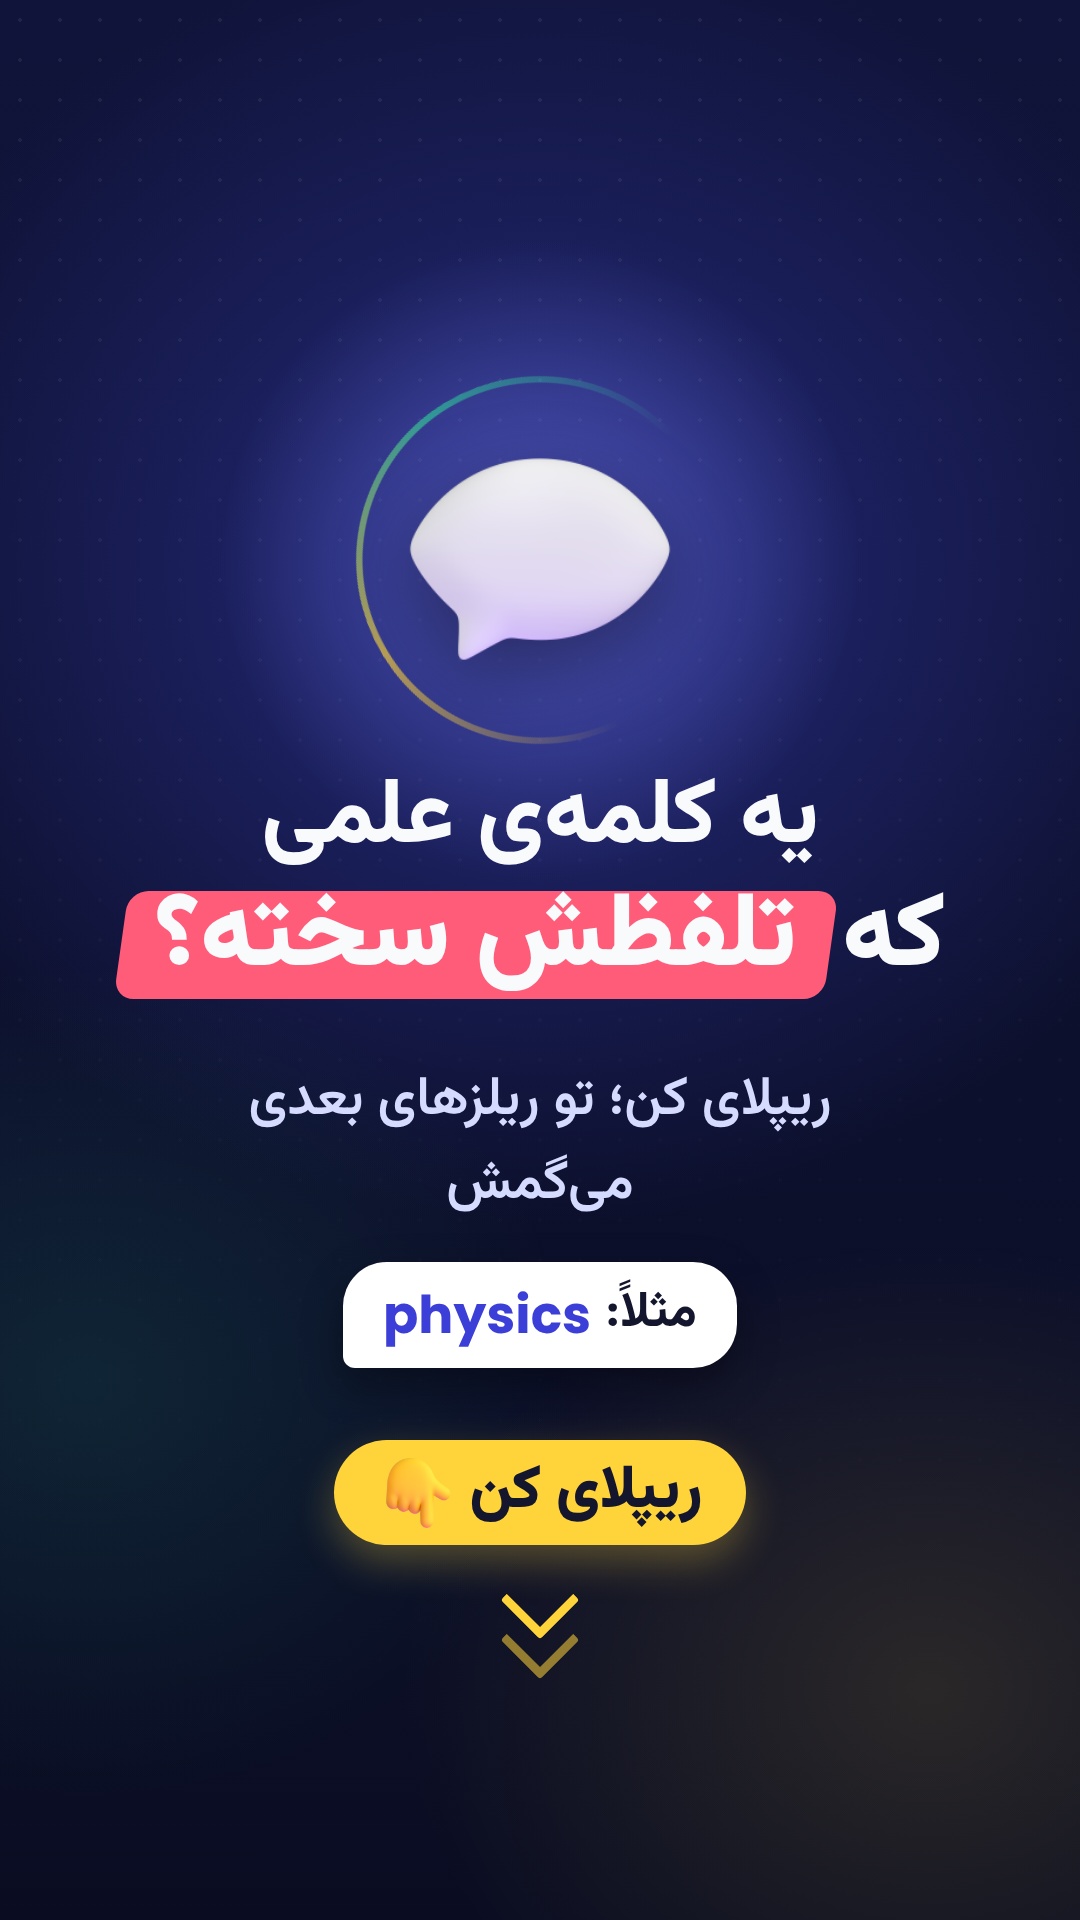 یه کلمه‌ی علمی
که تلفظش سخته؟
ریپلای کن؛ تو ریلزهای بعدی
می‌گمش
مثلاً: physics
ریپلای کن 👇